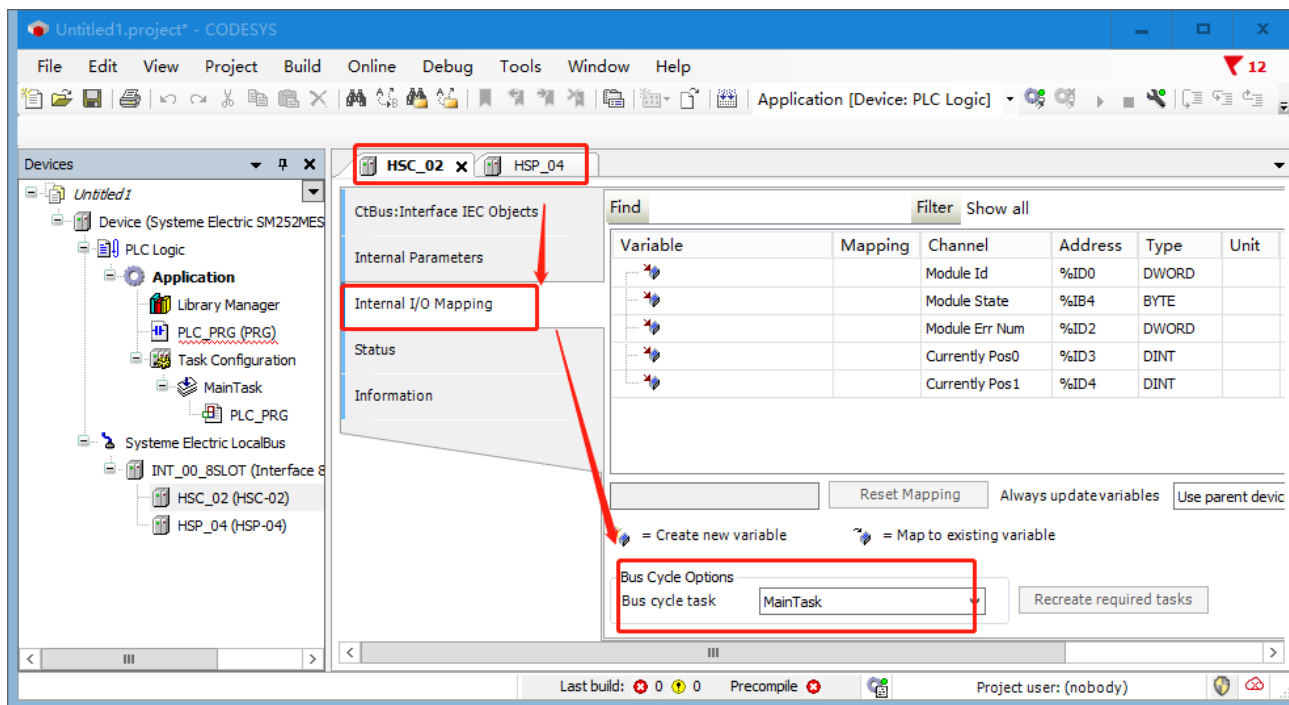 Untitled1.project* - CODESYS
File Edit View Project Build Online Debug Tools Window Help 12
Application [Device: PLC Logic]
Devices
HSC_02 HSP_04
Untitled1
Device (Systeme Electric SM252MES
PLC Logic
Application
Library Manager
PLC_PRG (PRG)
Task Configuration
MainTask
PLC_PRG
Systeme Electric LocalBus
INT_00_8SLOT (Interface 8
HSC_02 (HSC-02)
HSP_04 (HSP-04)
CtBus:Interface IEC Objects
Internal Parameters
Internal I/O Mapping
Status
Information
Find Filter Show all
Variable Mapping Channel Address Type Unit
Module Id %ID0 DWORD
Module State %IB4 BYTE
Module Err Num %ID2 DWORD
Currently Pos0 %ID3 DINT
Currently Pos1 %ID4 DINT
Reset Mapping Always update variables Use parent devic
= Create new variable = Map to existing variable
Bus Cycle Options
Bus cycle task MainTask Recreate required tasks
Last build: 0 0 Precompile Project user: (nobody)